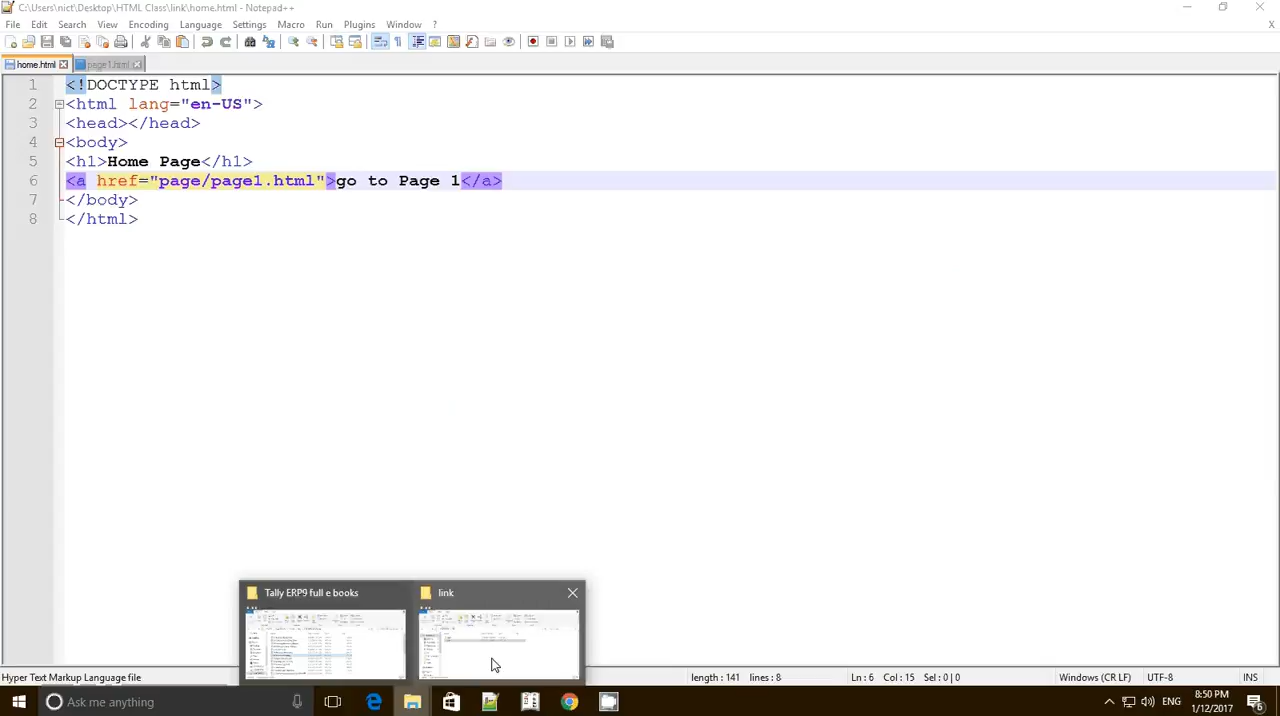 C:\Users\nict\Desktop\HTML Class\link\home.html - Notepad++
File Edit Search View Encoding Language Settings Macro Run Plugins Window ?
home.html page1.html
1 <!DOCTYPE html>
2 <html lang="en-US">
3 <head></head>
4 <body>
5 <h1>Home Page</h1>
6 <a href="page/page1.html">go to Page 1</a>
7 </body>
8 </html>
Tally ERP9 full e books link
Hyper Text Markup Language file length : 141 lines : 8 Ln : 6 Col : 15 Sel : 0 | 0 Windows (CR LF) UTF-8 INS
Ask me anything ENG 8:50 PM
1/12/2017 6